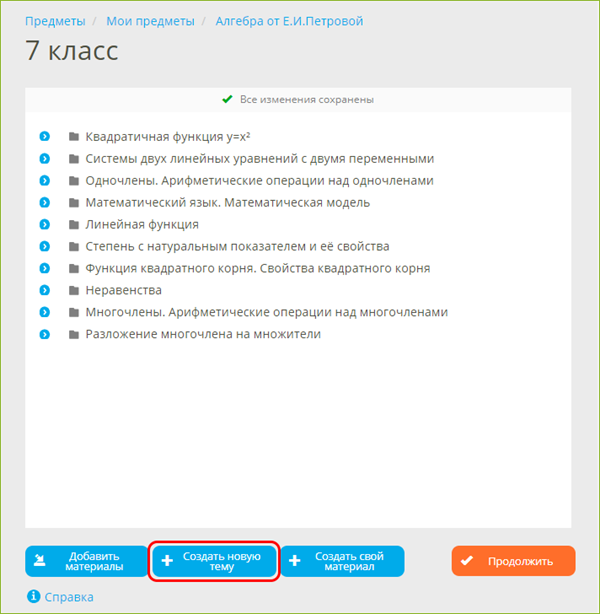 Предметы / Мои предметы / Алгебра от Е.И.Петровой
7 класс
Все изменения сохранены
Квадратичная функция y=x²
Системы двух линейных уравнений с двумя переменными
Одночлены. Арифметические операции над одночленами
Математический язык. Математическая модель
Линейная функция
Степень с натуральным показателем и её свойства
Функция квадратного корня. Свойства квадратного корня
Неравенства
Многочлены. Арифметические операции над многочленами
Разложение многочлена на множители
Добавить
материалы
Создать новую
тему
Создать свой
материал
Продолжить
Справка